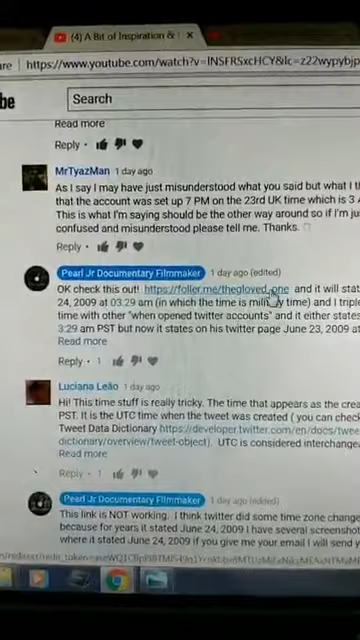 (4) A Bit of Inspiration &
https://www.youtube.com/watch?v=
Search
Read more
Reply
MrTyazMan 1 day ago
As I say I may have just misunderstood what you said but what I
that the account was set up 7 PM on the 23rd UK time which is 3
This is what I'm saying should be the other way around so if I'm
confused and misunderstood please tell me. Thanks.
Reply
Pearl Jr Documentary Filmmaker 1 day ago (edited)
OK check this out! https://foller.me/thegloved_one and it will
24, 2009 at 03:29 am (in which the time is military time) and I
time with other "when opened twitter accounts" and it either states
3:29 am PST but now it states on his twitter page June 23, 2009 at
Read more
Reply 1
Luciana Leão 1 day ago
Hi! This time stuff is really tricky. The time that appears as the
PST. It is the UTC time when the tweet was created ( you can check
Tweet Data Dictionary https://developer.twitter.com/en/docs/
dictionary/overview/tweet-object). UTC is considered
Read more
Reply 1
Pearl Jr Documentary Filmmaker 1 day ago (edited)
This link is NOT working. I think twitter did some time zone
because for years it stated June 24, 2009 I have several
where it stated June 24, 2009 if you give me your email I will send